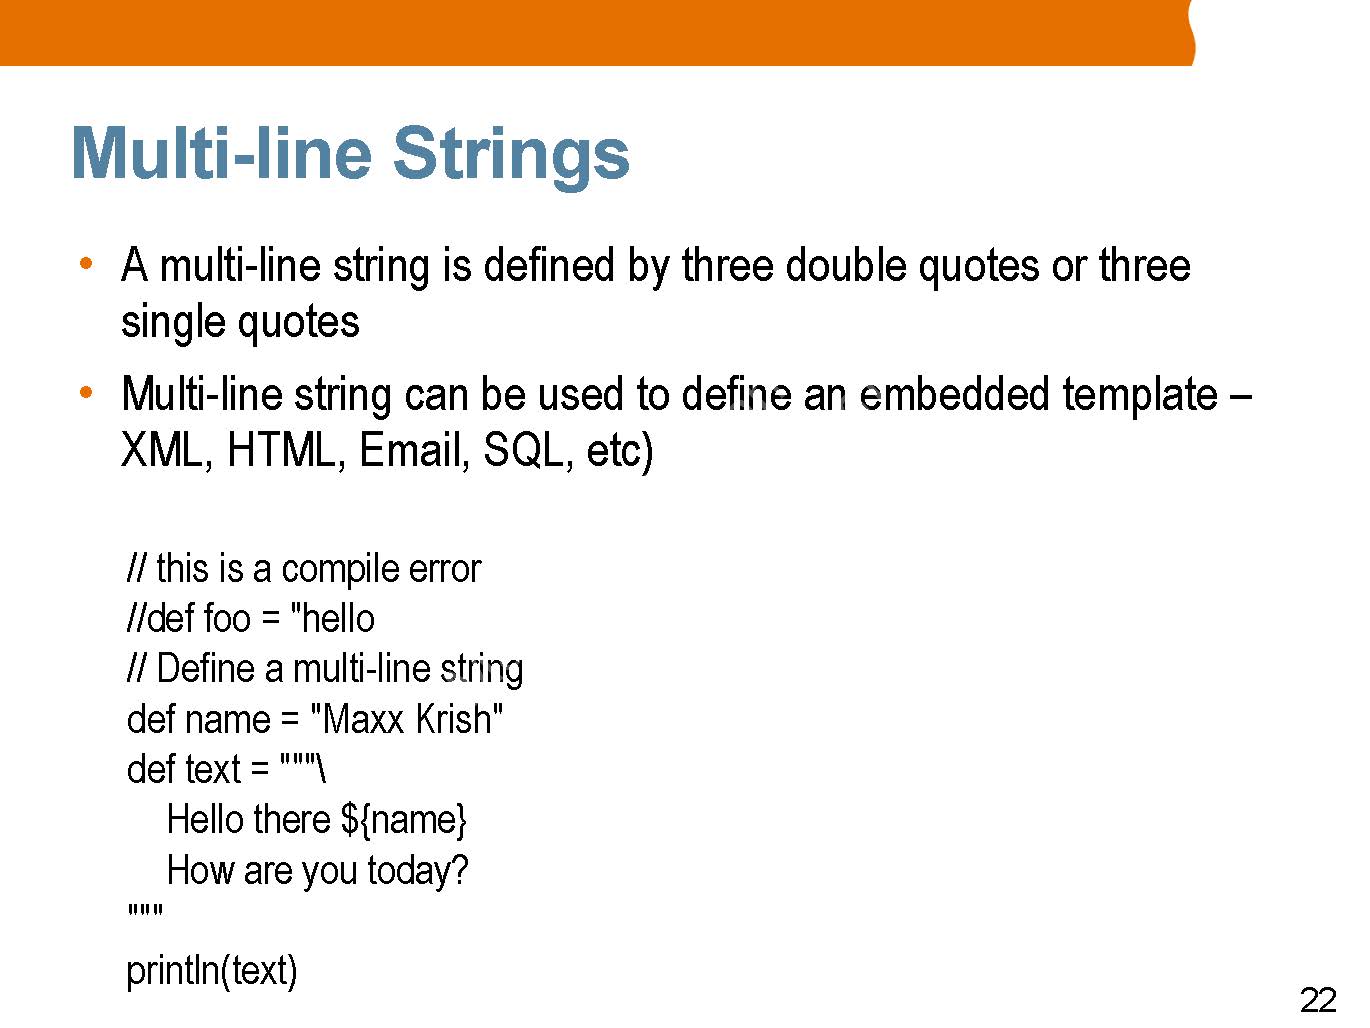 Multi-line Strings
• A multi-line string is defined by three double quotes or three
single quotes
• Multi-line string can be used to define an embedded template –
XML, HTML, Email, SQL, etc)
// this is a compile error
//def foo = "hello
// Define a multi-line string
def name = "Maxx Krish"
def text = """\
Hello there ${name}
How are you today?
"""
println(text)
22